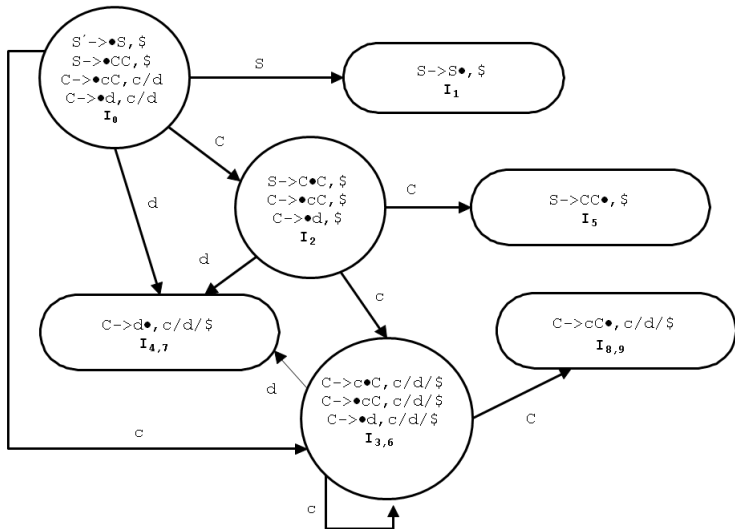 S′->●S,$
S->●CC,$
C->●cC,c/d
C->●d,c/d
I0
S
S->S●,$
I1
C
d
S->C●C,$
C->●cC,$
C->●d,$
I2
C
S->CC●,$
I5
d
c
C->d●,c/d/$
I4,7
C->cC●,c/d/$
I8,9
d
C->c●C,c/d/$
C->●cC,c/d/$
C->●d,c/d/$
I3,6
C
c
c